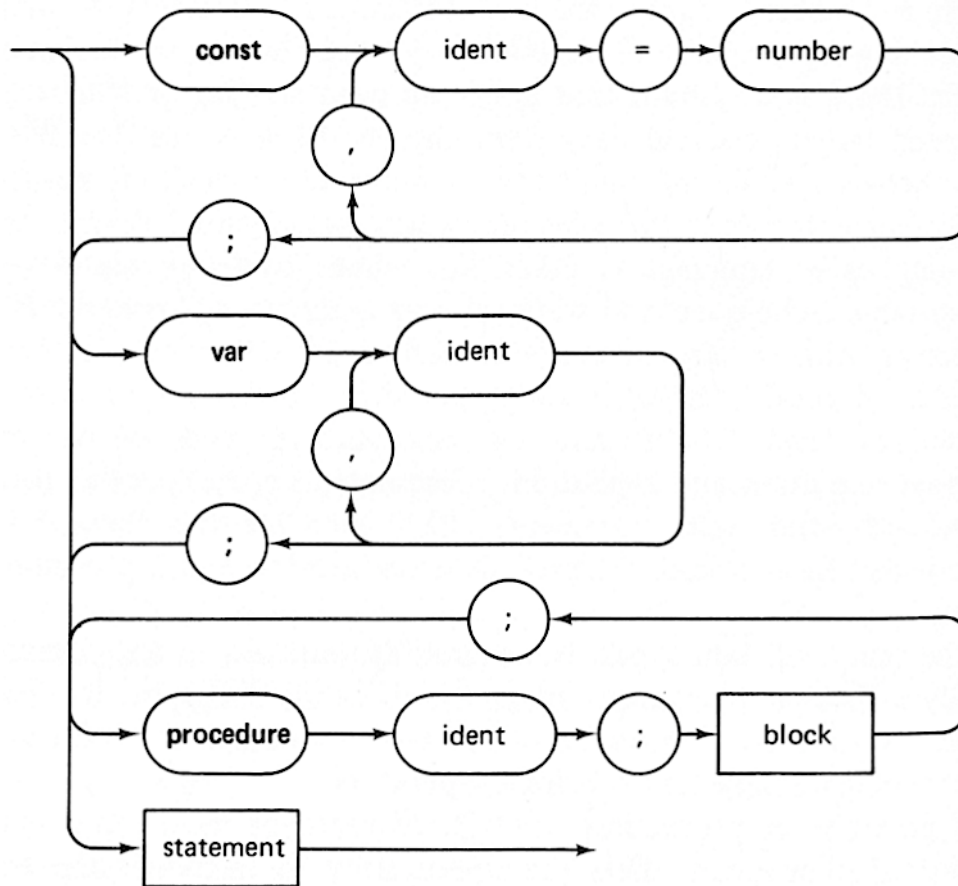 const ident = number
,
;
var ident
,
;
;
procedure ident ; block
statement